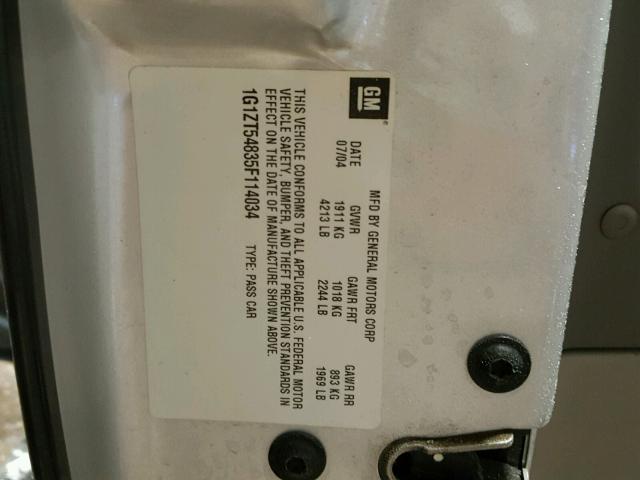 GM
MFD BY GENERAL MOTORS CORP
DATE GVWR GAWR FRT GAWR RR
07/04 1911 KG 1018 KG 893 KG
4213 LB 2244 LB 1969 LB
THIS VEHICLE CONFORMS TO ALL APPLICABLE U.S. FEDERAL MOTOR
VEHICLE SAFETY, BUMPER, AND THEFT PREVENTION STANDARDS IN
EFFECT ON THE DATE OF MANUFACTURE SHOWN ABOVE.
1G1ZT54835F114034 TYPE: PASS CAR